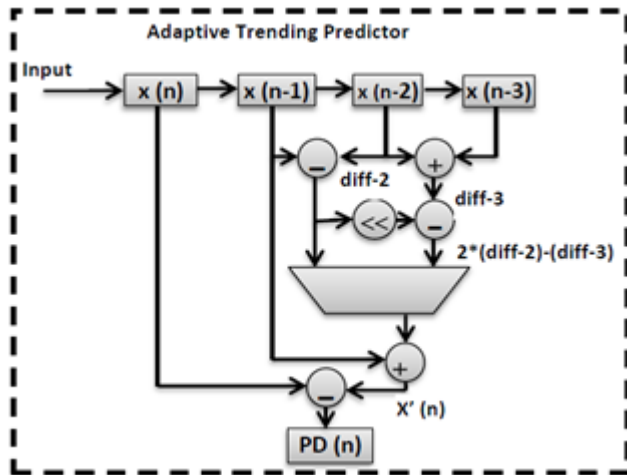 Adaptive Trending Predictor
Input
x (n)
x (n-1)
x (n-2)
x (n-3)
−
+
diff-2
diff-3
<<
−
2*(diff-2)-(diff-3)
+
−
X' (n)
PD (n)